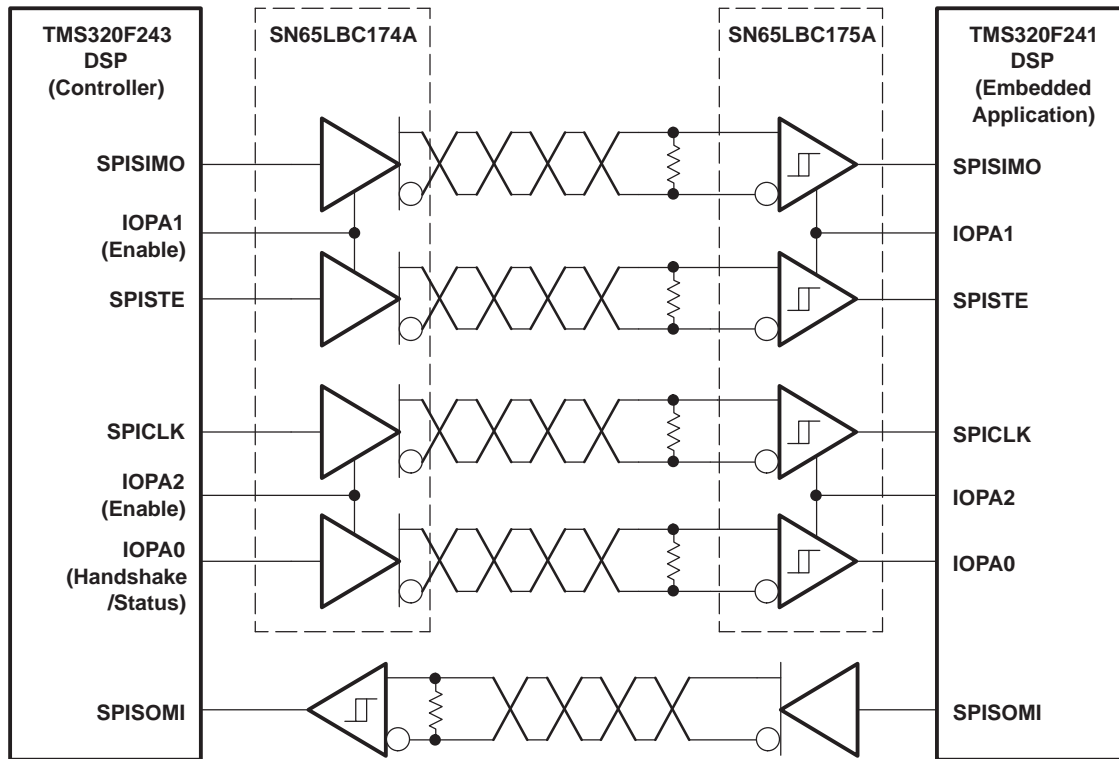 TMS320F243
DSP
(Controller)
SN65LBC174A
SN65LBC175A
TMS320F241
DSP
(Embedded
Application)
SPISIMO
IOPA1
(Enable)
SPISTE
SPICLK
IOPA2
(Enable)
IOPA0
(Handshake
/Status)
SPISOMI
SPISIMO
IOPA1
SPISTE
SPICLK
IOPA2
IOPA0
SPISOMI